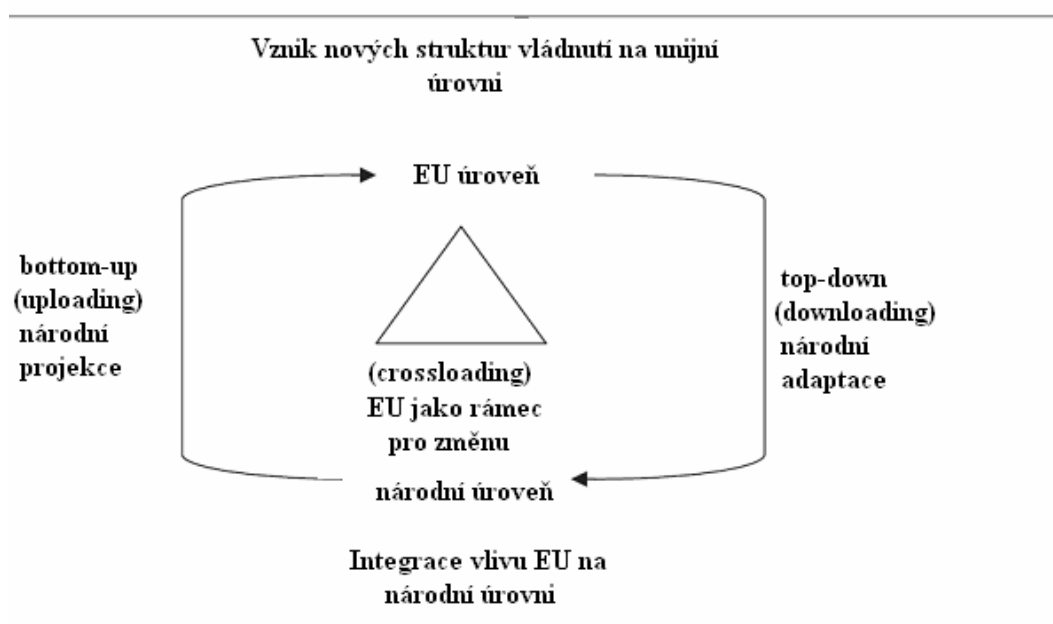 Vznik nových struktur vládnutí na unijní
úrovni
EU úroveň
bottom-up
(uploading)
národní
projekce
top-down
(downloading)
národní
adaptace
(crossloading)
EU jako rámec
pro změnu
národní úroveň
Integrace vlivu EU na
národní úrovni